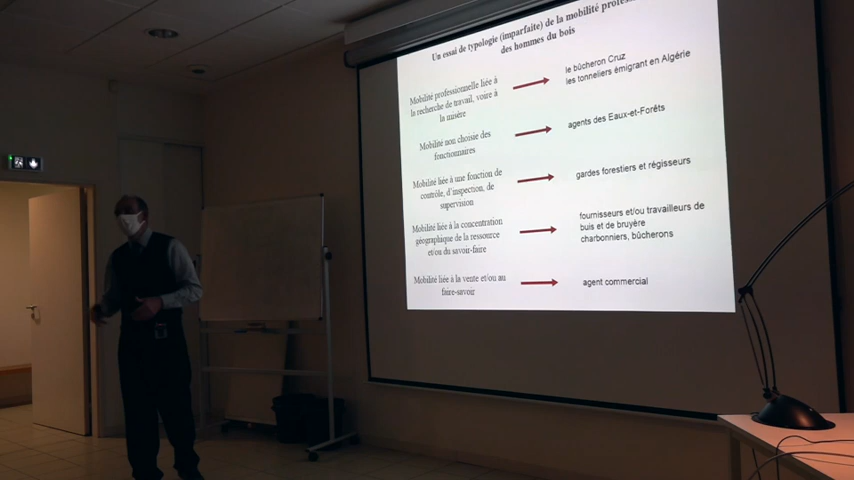 Un essai de typologie (imparfaite) de la mobilité
des hommes du bois
Mobilité professionnelle liée à
la recherche de travail, voire à
la misère
le bûcheron Cruz
les tonneliers émigrant en Algérie
Mobilité non choisie des
fonctionnaires
agents des Eaux-et-Forêts
Mobilité liée à une fonction de
contrôle, d'inspection, de
supervision
gardes forestiers et régisseurs
Mobilité liée à la concentration
géographique de la ressource
et/ou du savoir-faire
fournisseurs et/ou travailleurs de
buis et de bruyère
charbonniers, bûcherons
Mobilité liée à la vente et/ou au
faire-savoir
agent commercial